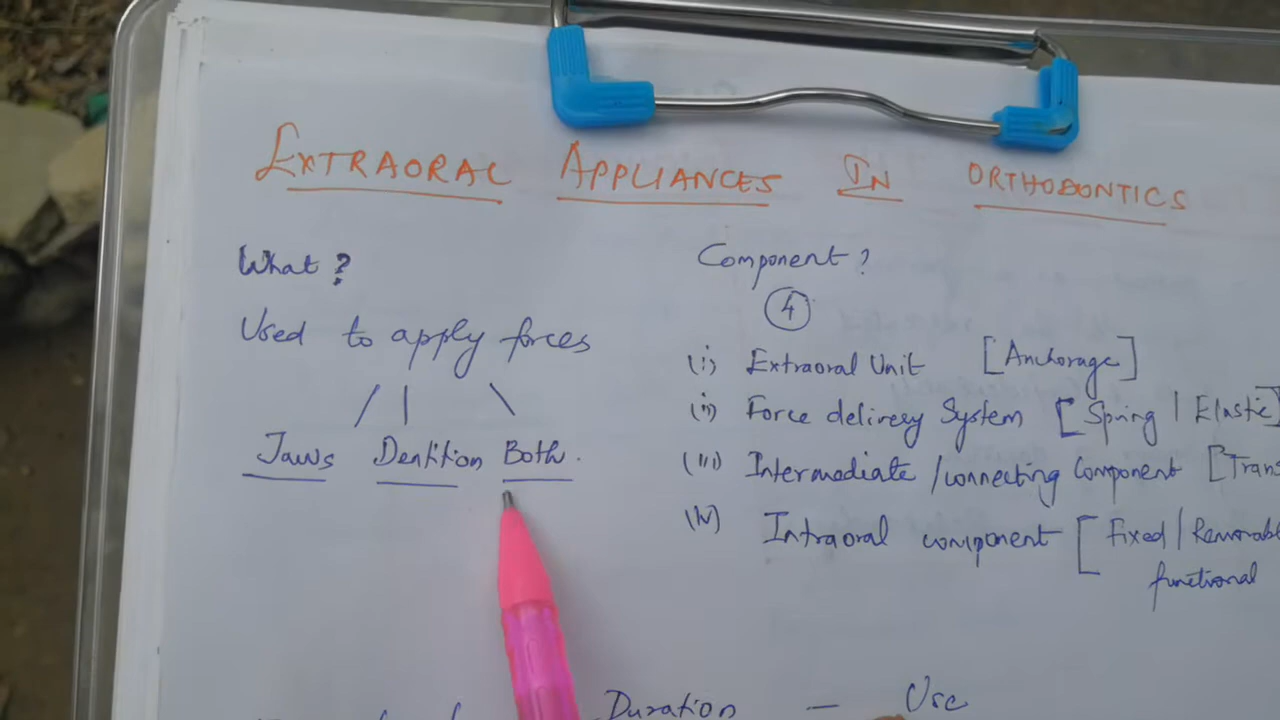 EXTRAORAL APPLIANCES IN ORTHODONTICS
What ?
Used to apply forces
Jaws Dentition Both.
Component ?
4
(i) Extraoral Unit [Anchorage]
(ii) Force delivery System [Spring | Elastic]
(iii) Intermediate /connecting Component [Trans
(iv) Intraoral component [Fixed / Removable
functional
Duration — Use